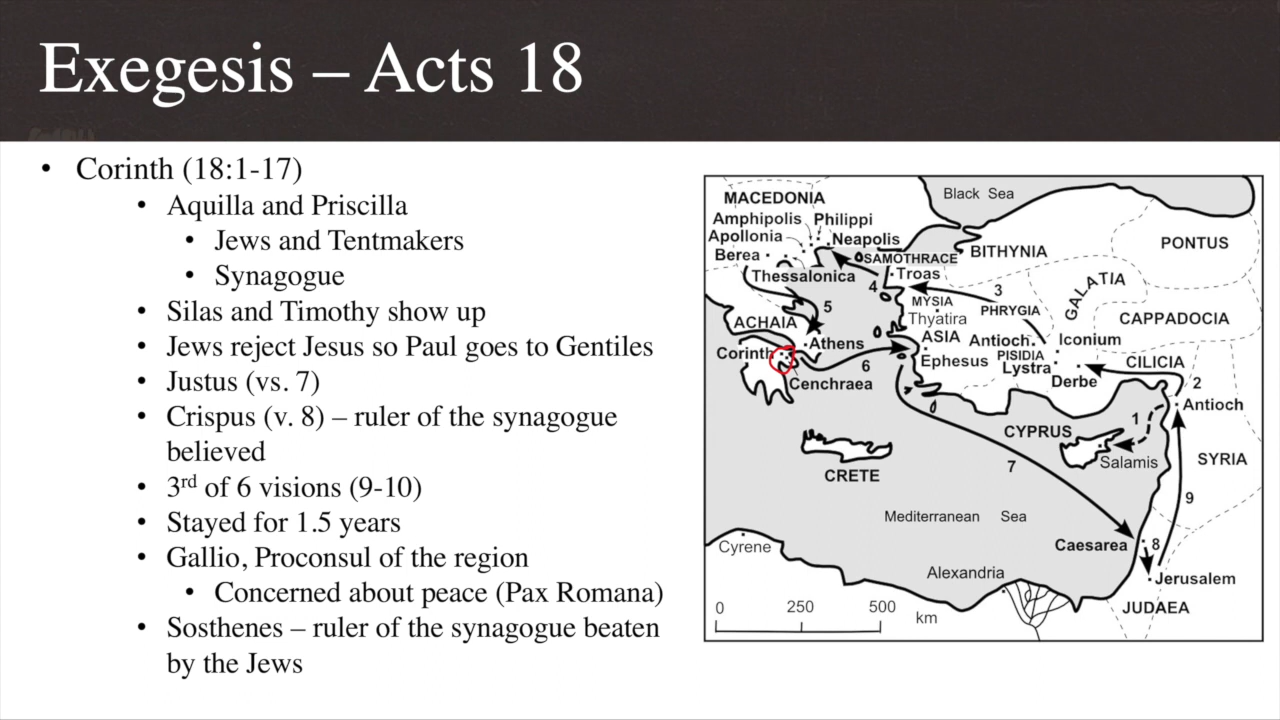 Exegesis – Acts 18
• Corinth (18:1-17)
• Aquilla and Priscilla
• Jews and Tentmakers
• Synagogue
• Silas and Timothy show up
• Jews reject Jesus so Paul goes to Gentiles
• Justus (vs. 7)
• Crispus (v. 8) – ruler of the synagogue
believed
• 3rd of 6 visions (9-10)
• Stayed for 1.5 years
• Gallio, Proconsul of the region
• Concerned about peace (Pax Romana)
• Sosthenes – ruler of the synagogue beaten
by the Jews
Black Sea
MACEDONIA
Amphipolis Philippi
Apollonia Neapolis
Berea
Thessalonica
SAMOTHRACE
Troas
BITHYNIA
PONTUS
4
3
MYSIA
PHRYGIA
GALATIA
Thyatira
CAPPADOCIA
5
ACHAIA
Athens
ASIA
Antioch
Iconium
Corinth
Ephesus
PISIDIA
Lystra
CILICIA
6
Cenchraea
Derbe
2
Antioch
1
CYPRUS
Salamis
SYRIA
CRETE
7
9
Mediterranean Sea
Cyrene
Caesarea
8
Alexandria
Jerusalem
JUDAEA
0 250 500
km